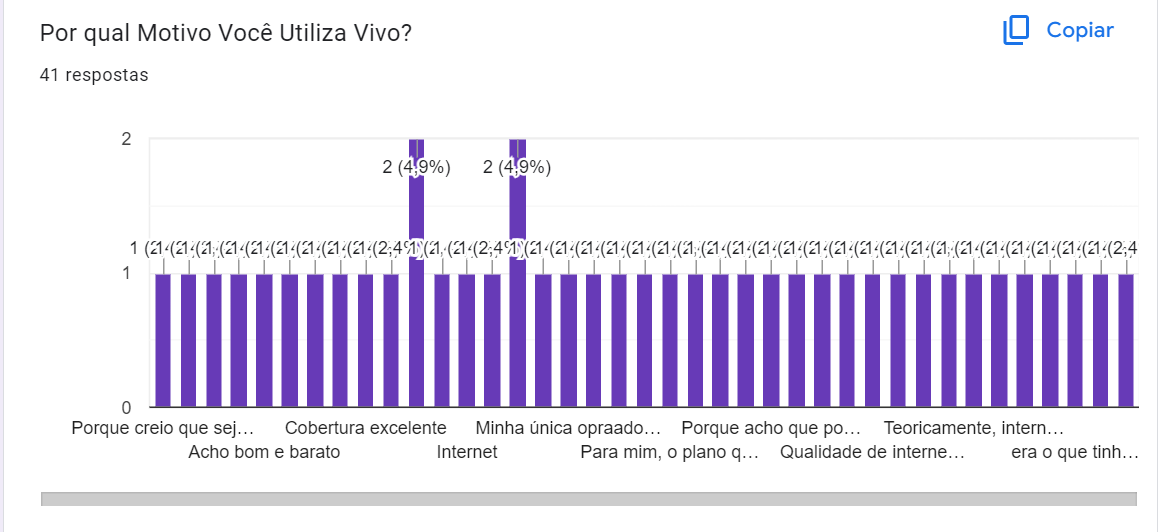 Por qual Motivo Você Utiliza Vivo?
Copiar
41 respostas
2
2 (4,9%)
2 (4,9%)
1
0
Porque creio que sej…
Cobertura excelente
Minha única opraado…
Porque acho que po…
Teoricamente, intern…
Acho bom e barato
Internet
Para mim, o plano q…
Qualidade de interne…
era o que tinh…